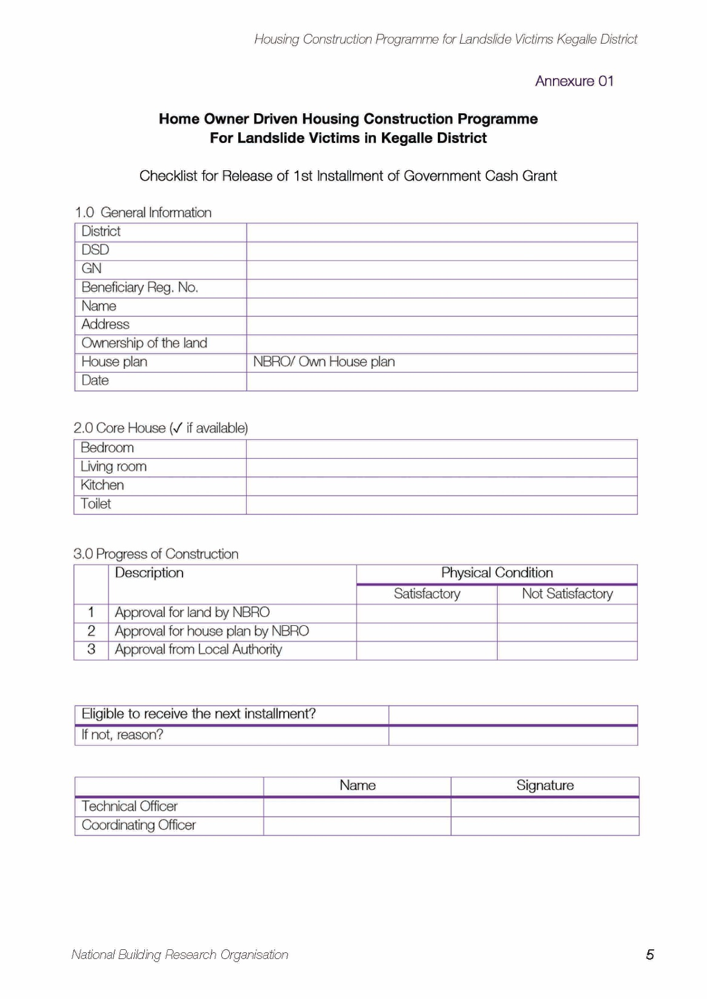 Housing Construction Programme for Landslide Victims Kegalle District
Annexure 01
Home Owner Driven Housing Construction Programme
For Landslide Victims in Kegalle District
Checklist for Release of 1st Installment of Government Cash Grant
1.0 General Information
District
DSD
GN
Beneficiary Reg. No.
Name
Address
Ownership of the land
House plan NBRO/ Own House plan
Date
2.0 Core House (✓ if available)
Bedroom
Living room
Kitchen
Toilet
3.0 Progress of Construction
Description Physical Condition
Satisfactory Not Satisfactory
1 Approval for land by NBRO
2 Approval for house plan by NBRO
3 Approval from Local Authority
Eligible to receive the next installment?
If not, reason?
Name Signature
Technical Officer
Coordinating Officer
National Building Research Organisation 5